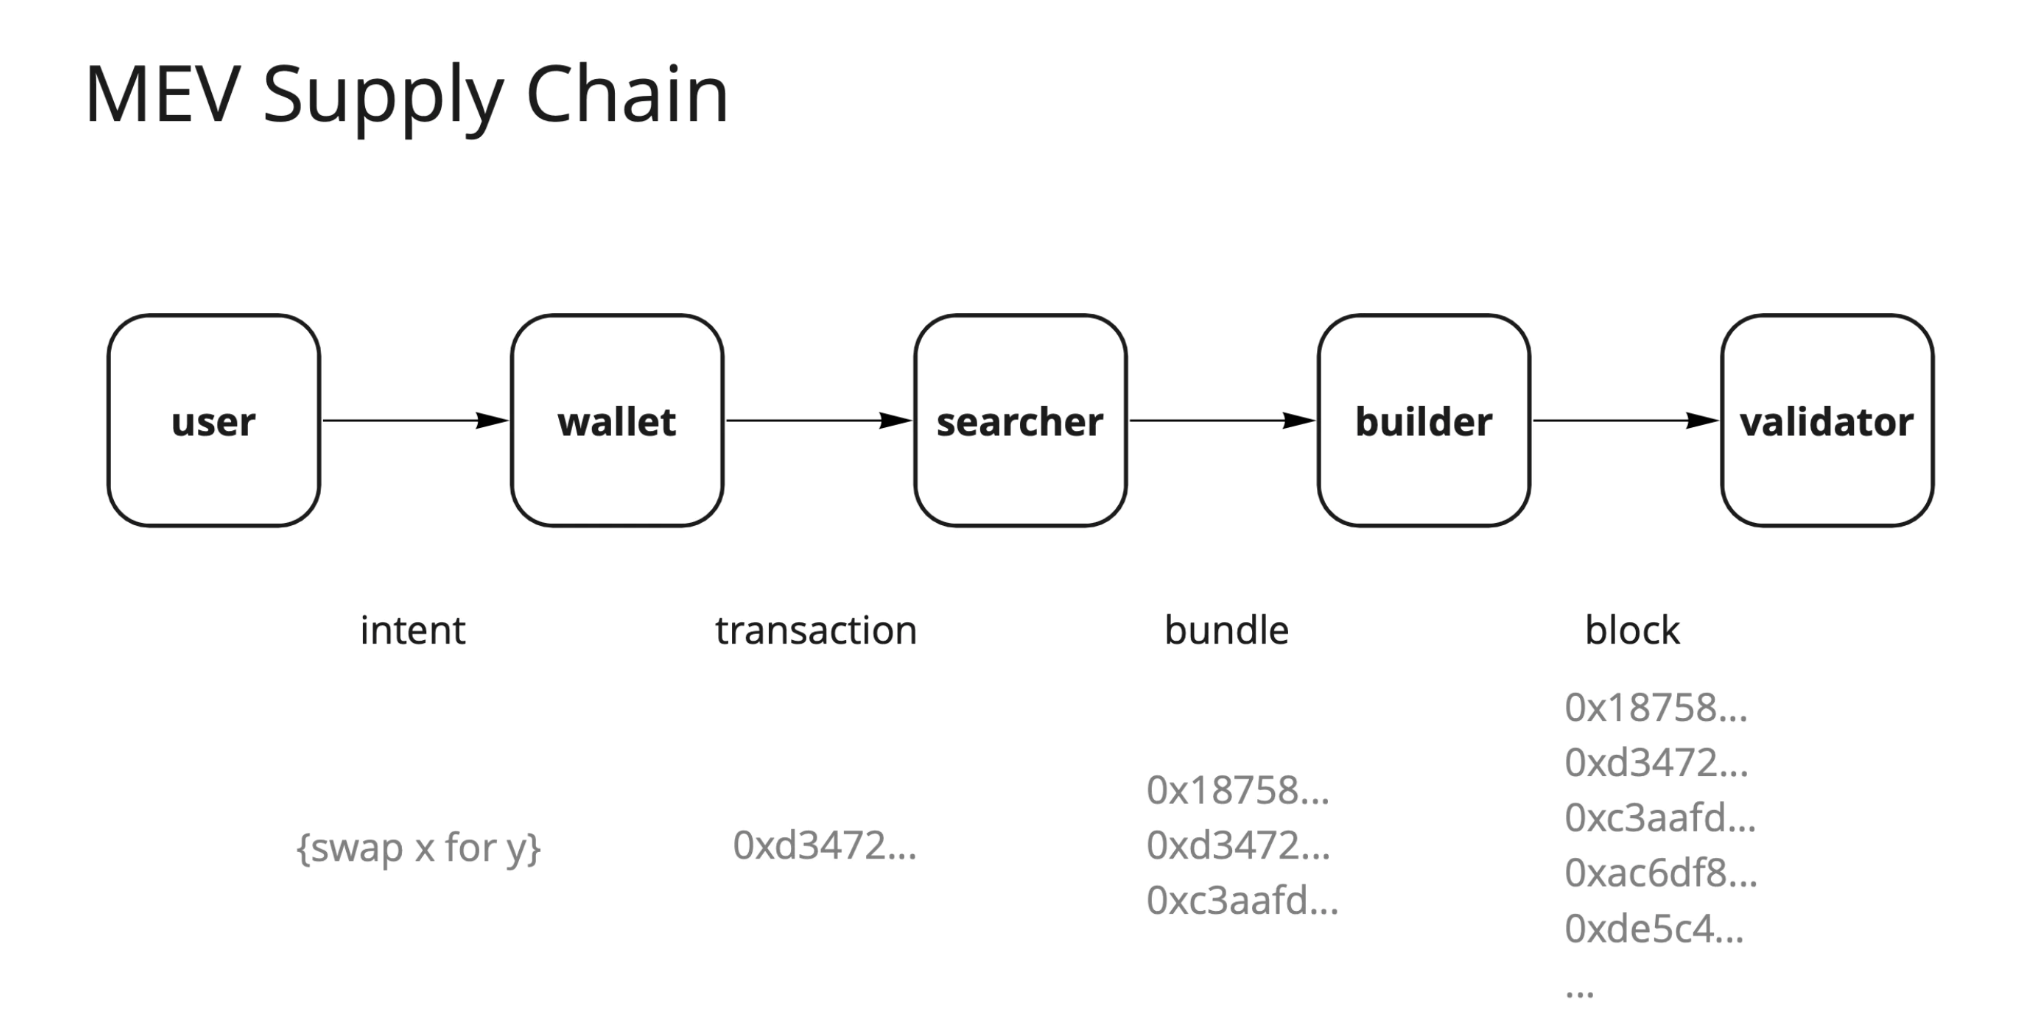 MEV Supply Chain
user
wallet
searcher
builder
validator
intent
transaction
bundle
block
{swap x for y}
0xd3472...
0x18758...
0xd3472...
0xc3aafd...
0x18758...
0xd3472...
0xc3aafd...
0xac6df8...
0xde5c4...
...